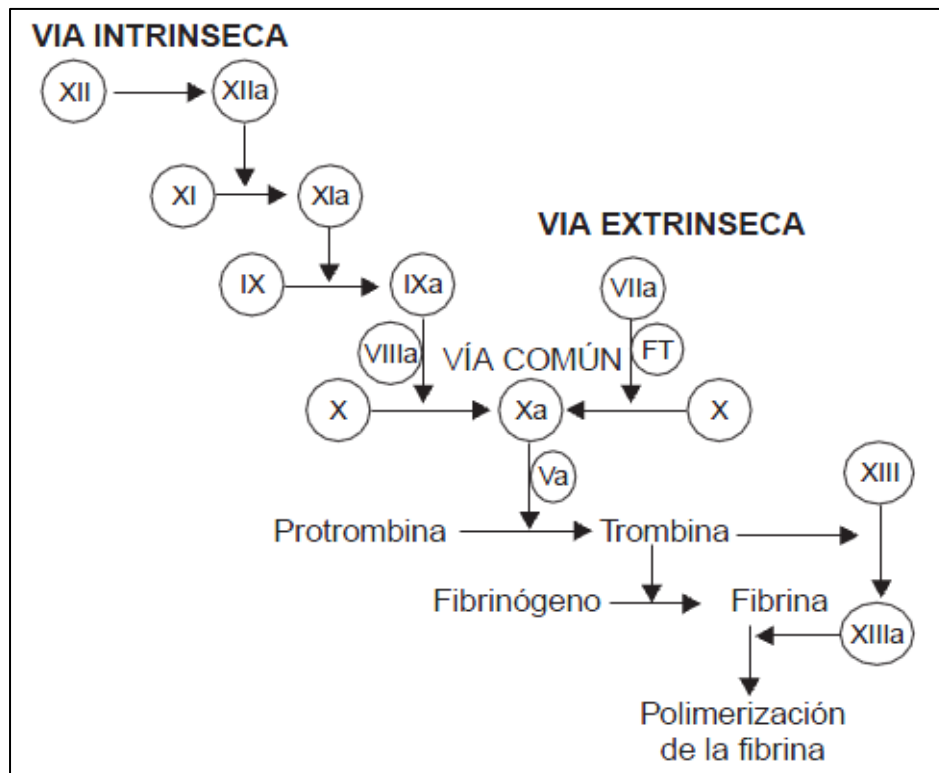 VIA INTRINSECA
XII
XIIa
XI
XIa
VIA EXTRINSECA
IX
IXa
VIIa
VIIIa
VÍA COMÚN
FT
X
Xa
X
Va
XIII
Protrombina
Trombina
Fibrinógeno
Fibrina
XIIIa
Polimerización
de la fibrina